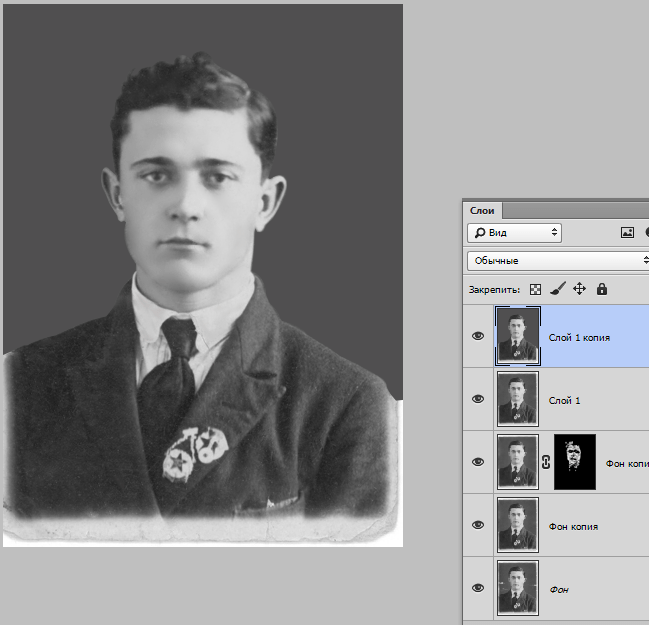 Слои
Вид
Обычные
Закрепить:
Слой 1 копия
Слой 1
Фон копи
Фон копия
Фон